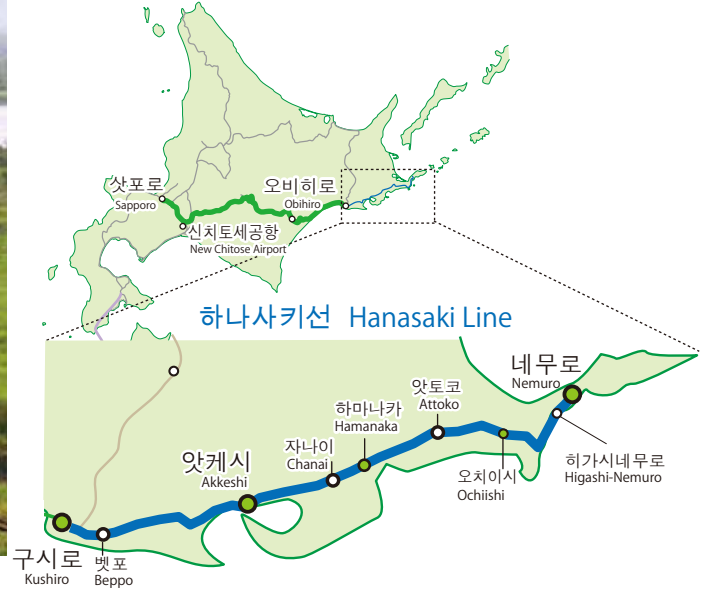 삿포로
Sapporo
오비히로
Obihiro
신치토세공항
New Chitose Airport
하나사키선 Hanasaki Line
네무로
Nemuro
앗토코
Attoko
하마나카
Hamanaka
자나이
Chanai
앗케시
Akkeshi
오치이시
Ochiishi
히가시네무로
Higashi-Nemuro
구시로
Kushiro
벳포
Beppo